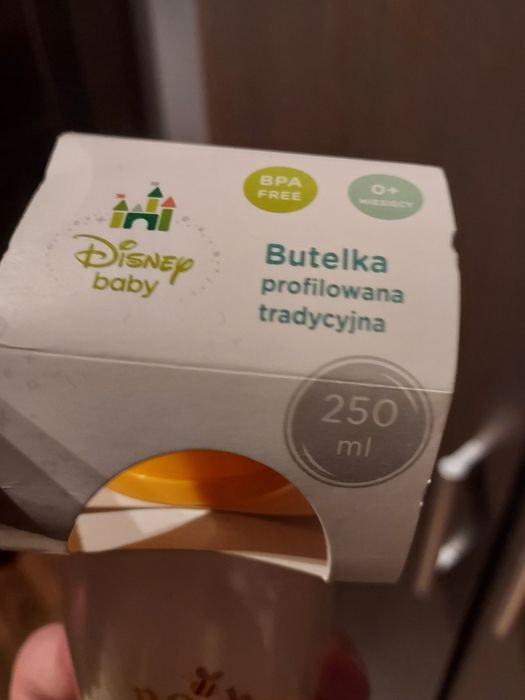 BPA
FREE
0+
MIESIĘCY
Disney
baby
Butelka
profilowana
tradycyjna
250
ml